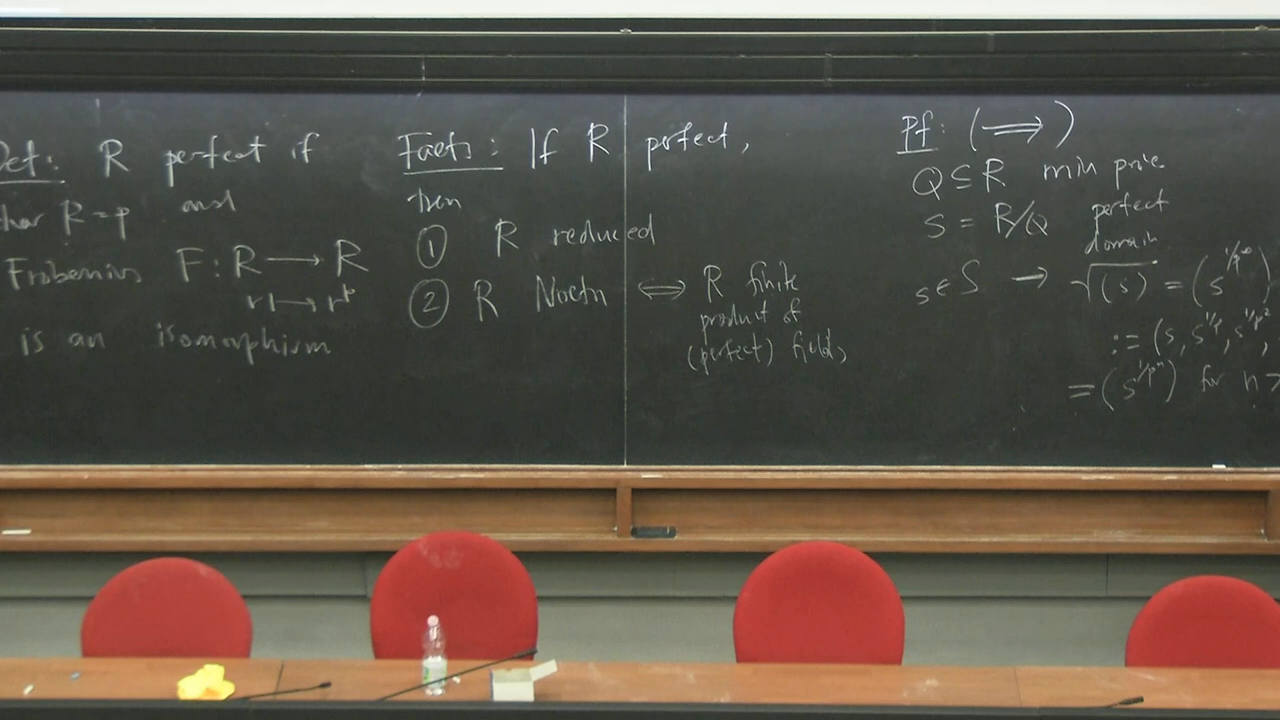 Def: R perfect if
char R = p and
Frobenius F: R ⟶ R
r ⟼ r^p
is an isomorphism
Facts: If R perfect,
then
① R reduced
② R Noeth ⟺ R finite
product of
(perfect) fields
Pf: (⟹)
Q ⊆ R min prime
S = R/Q perfect
domain
s ∈ S → √(s) = (s^{1/p^∞})
:= (s, s^{1/p}, s^{1/p^2},
= (s^{1/p^n}) for n >